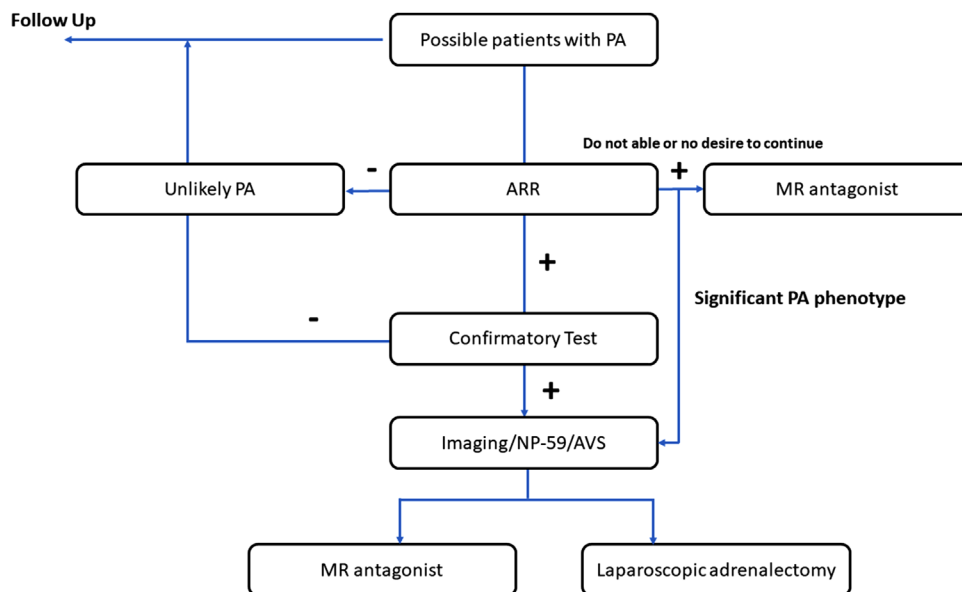 Follow Up
Possible patients with PA
Do not able or no desire to continue
-
+
Unlikely PA
ARR
MR antagonist
+
Significant PA phenotype
-
Confirmatory Test
+
Imaging/NP-59/AVS
MR antagonist
Laparoscopic adrenalectomy